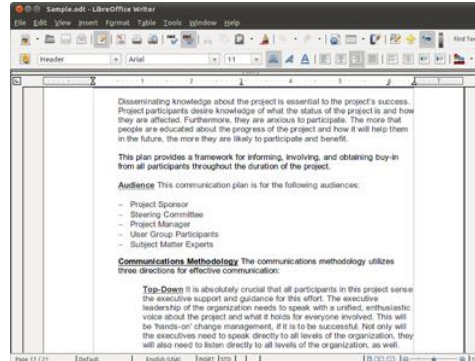 Sample.odt - LibreOffice Writer
File Edit View Insert Format Table Tools Window Help
Find Text
Header Arial 11
Disseminating knowledge about the project is essential to the project's success.
Project participants desire knowledge of what the status of the project is and how
they are affected. Furthermore, they are anxious to participate. The more that
people are educated about the progress of the project and how it will help them
in the future, the more they are likely to participate and benefit.
This plan provides a framework for informing, involving, and obtaining buy-in
from all participants throughout the duration of the project.
Audience This communication plan is for the following audiences:
- Project Sponsor
- Steering Committee
- Project Manager
- User Group Participants
- Subject Matter Experts
Communications Methodology The communications methodology utilizes
three directions for effective communication:
Top-Down It is absolutely crucial that all participants in this project sense
the executive support and guidance for this effort. The executive
leadership of the organization needs to speak with a unified, enthusiastic
voice about the project and what it holds for everyone involved. This will
be 'hands-on' change management, if it is to be successful. Not only will
the executives need to speak directly to all levels of the organization, they
will also need to listen directly to all levels of the organization, as well.
Page 17 / 21 Default English (USA) INSRT STD